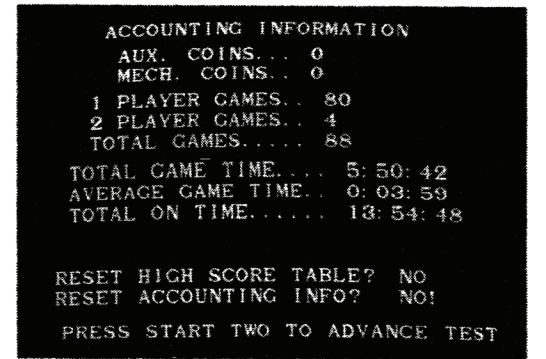 ACCOUNTING INFORMATION
AUX. COINS... 0
MECH. COINS... 0
1 PLAYER GAMES.. 80
2 PLAYER GAMES.. 4
TOTAL GAMES..... 88
TOTAL GAME TIME.... 5:50:42
AVERAGE GAME TIME.. 0:03:59
TOTAL ON TIME...... 13:54:48
RESET HIGH SCORE TABLE? NO
RESET ACCOUNTING INFO? NO!
PRESS START TWO TO ADVANCE TEST